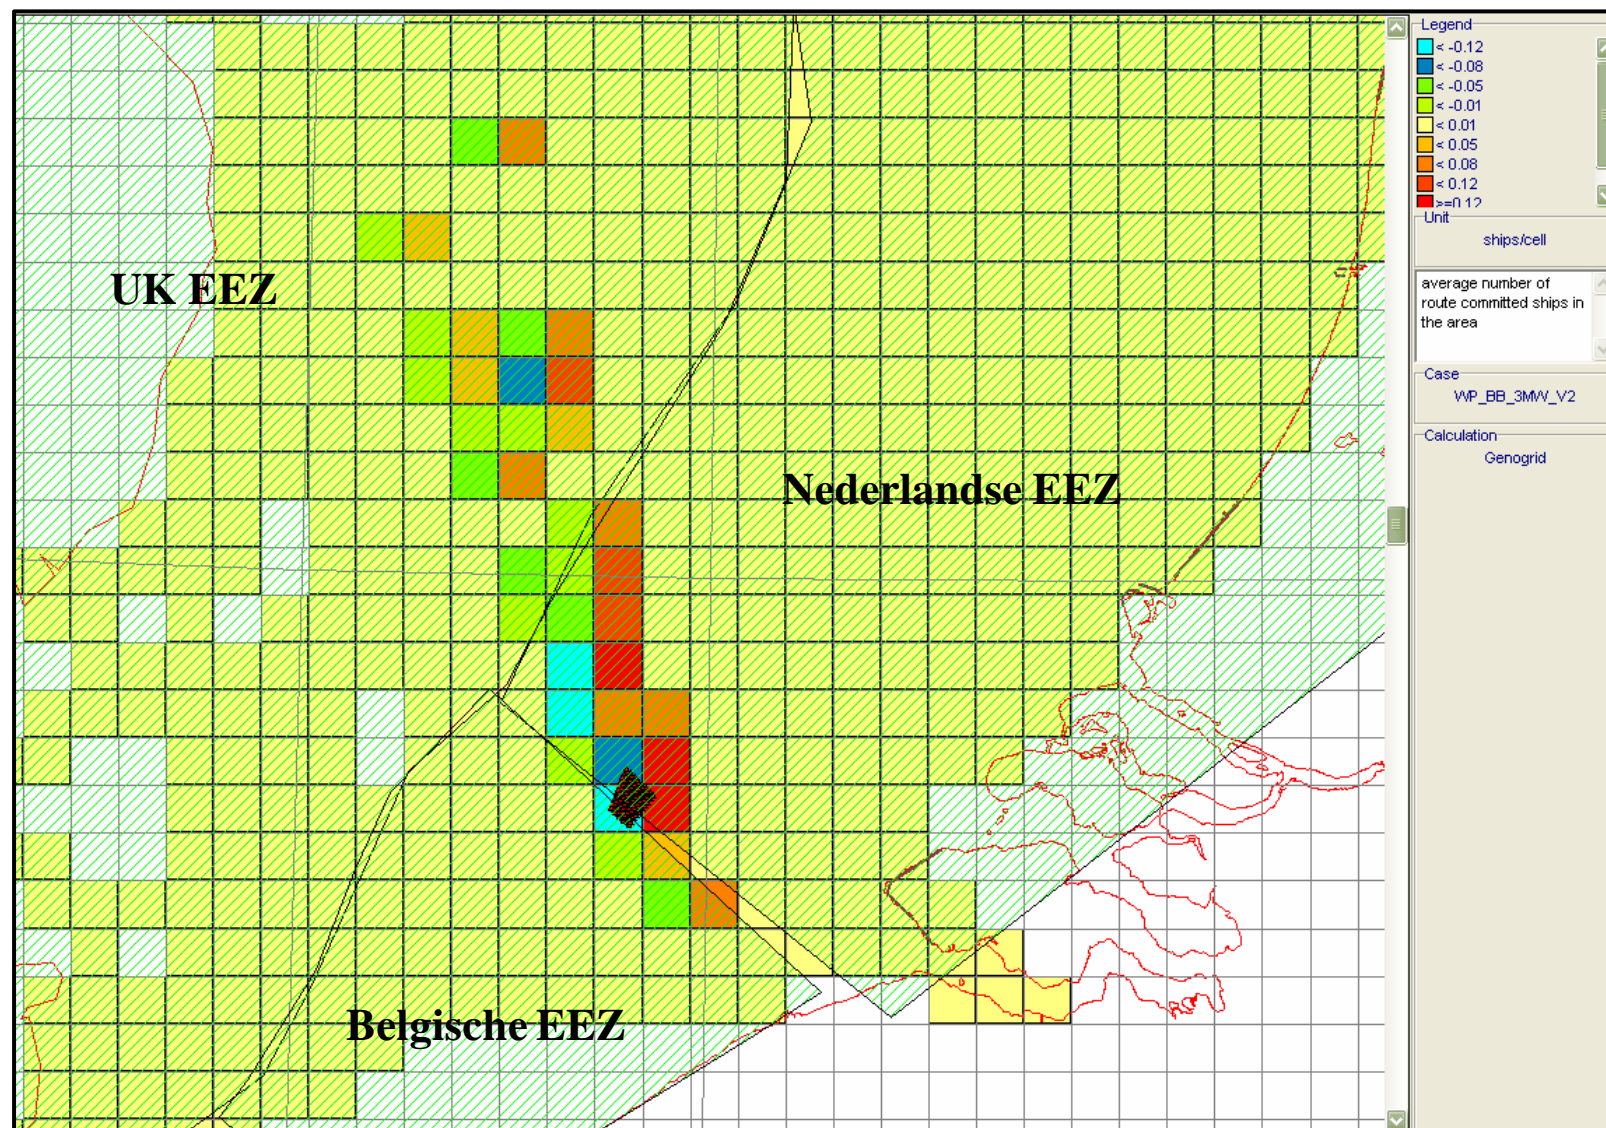 UK EEZ
Nederlandse EEZ
Belgische EEZ
Legend
< -0.12
< -0.08
< -0.05
< -0.01
< 0.01
< 0.05
< 0.08
< 0.12
>=0.12
Unit
ships/cell
average number of
route committed ships in
the area
Case
WP_BB_3MW_V2
Calculation
Genogrid